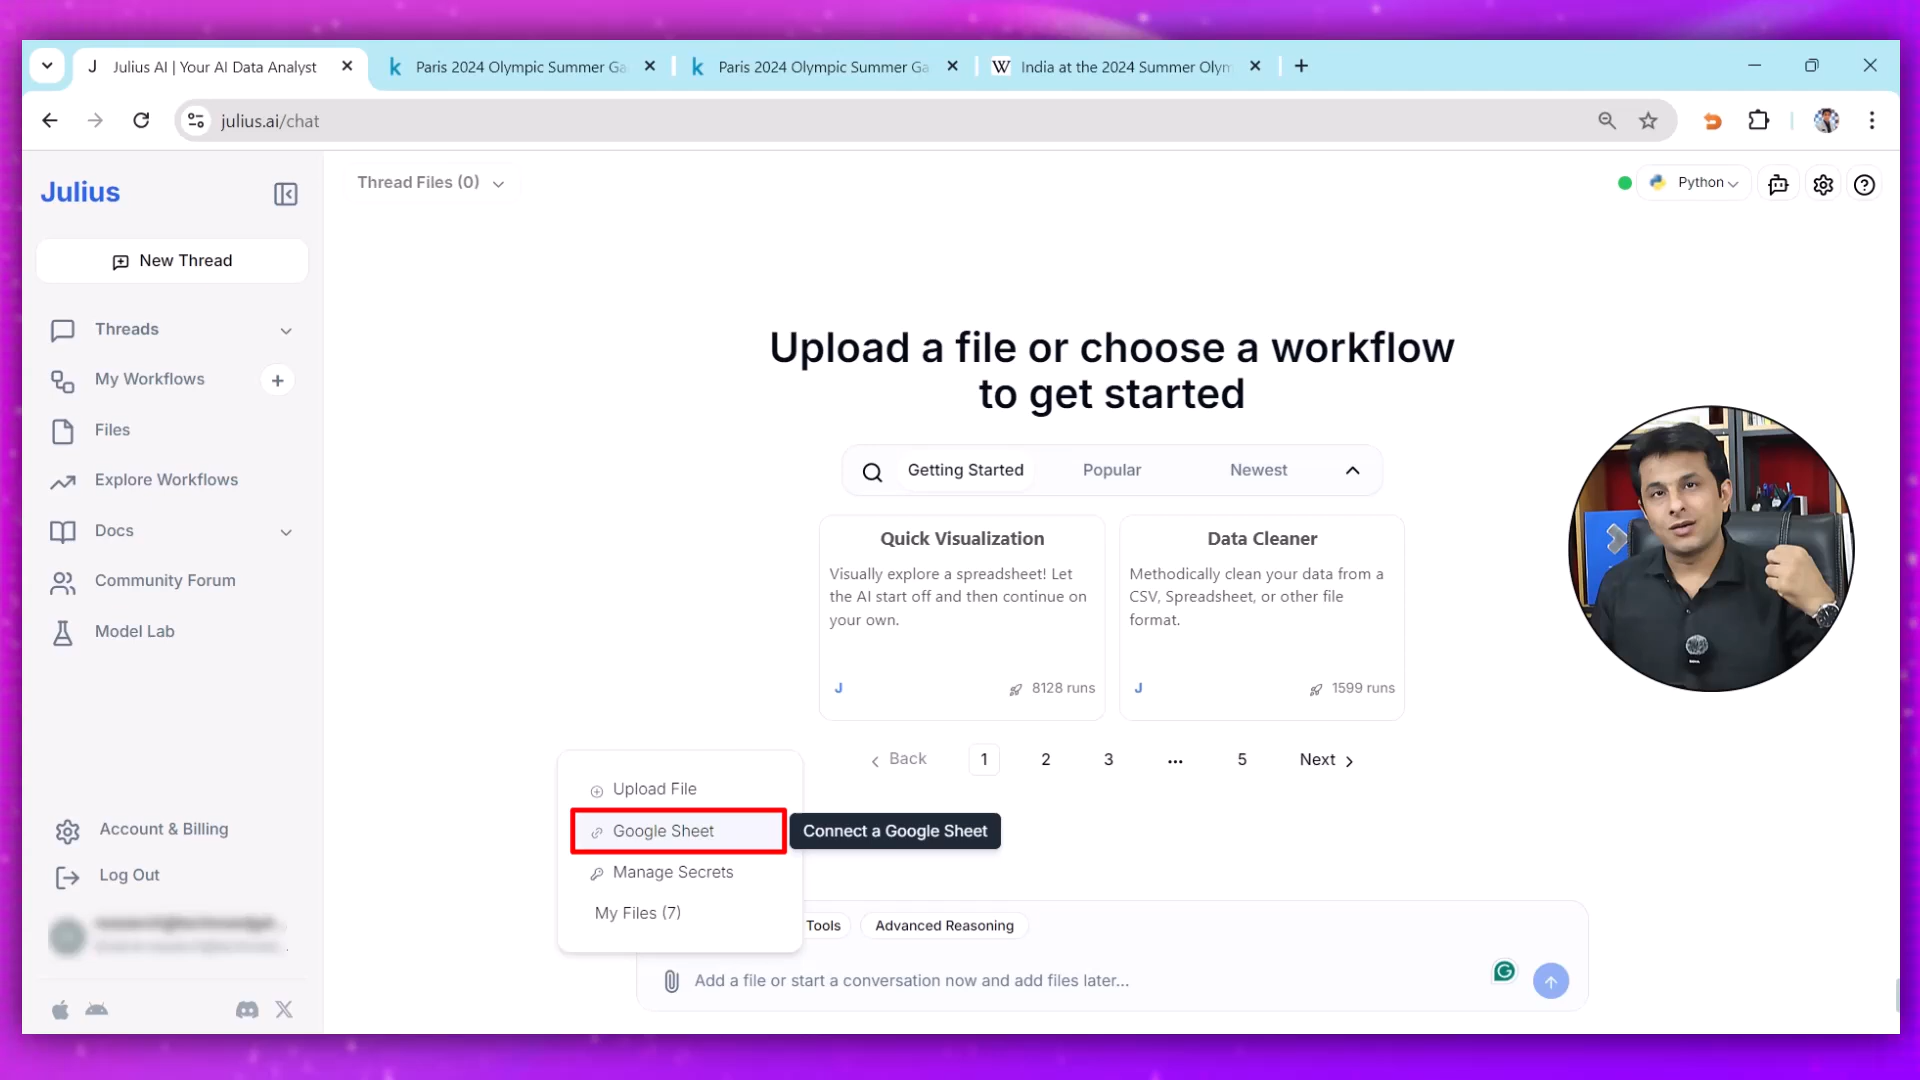 J Julius AI | Your AI Data Analyst
k Paris 2024 Olympic Summer Ga
k Paris 2024 Olympic Summer Ga
W India at the 2024 Summer Olym
julius.ai/chat
Julius
Thread Files (0)
Python
New Thread
Threads
My Workflows
Files
Explore Workflows
Docs
Community Forum
Model Lab
Upload a file or choose a workflow
to get started
Getting Started
Popular
Newest
Quick Visualization
Visually explore a spreadsheet! Let
the AI start off and then continue on
your own.
J
8128 runs
Data Cleaner
Methodically clean your data from a
CSV, Spreadsheet, or other file
format.
J
1599 runs
Back
1
2
3
...
5
Next
Upload File
Google Sheet
Connect a Google Sheet
Manage Secrets
My Files (7)
Tools
Advanced Reasoning
Add a file or start a conversation now and add files later...
Account & Billing
Log Out